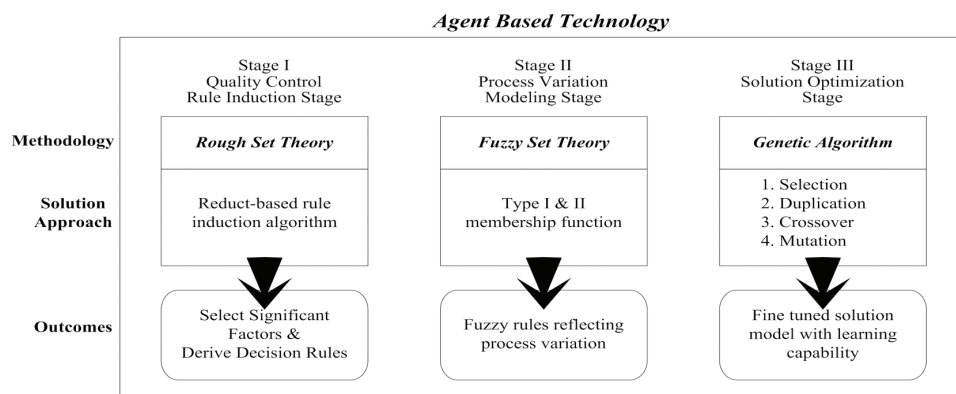 Agent Based Technology
Stage I
Quality Control
Rule Induction Stage
Stage II
Process Variation
Modeling Stage
Stage III
Solution Optimization
Stage
Methodology
Rough Set Theory
Fuzzy Set Theory
Genetic Algorithm
Solution
Approach
Reduct-based rule
induction algorithm
Type I & II
membership function
1. Selection
2. Duplication
3. Crossover
4. Mutation
Outcomes
Select Significant
Factors &
Derive Decision Rules
Fuzzy rules reflecting
process variation
Fine tuned solution
model with learning
capability